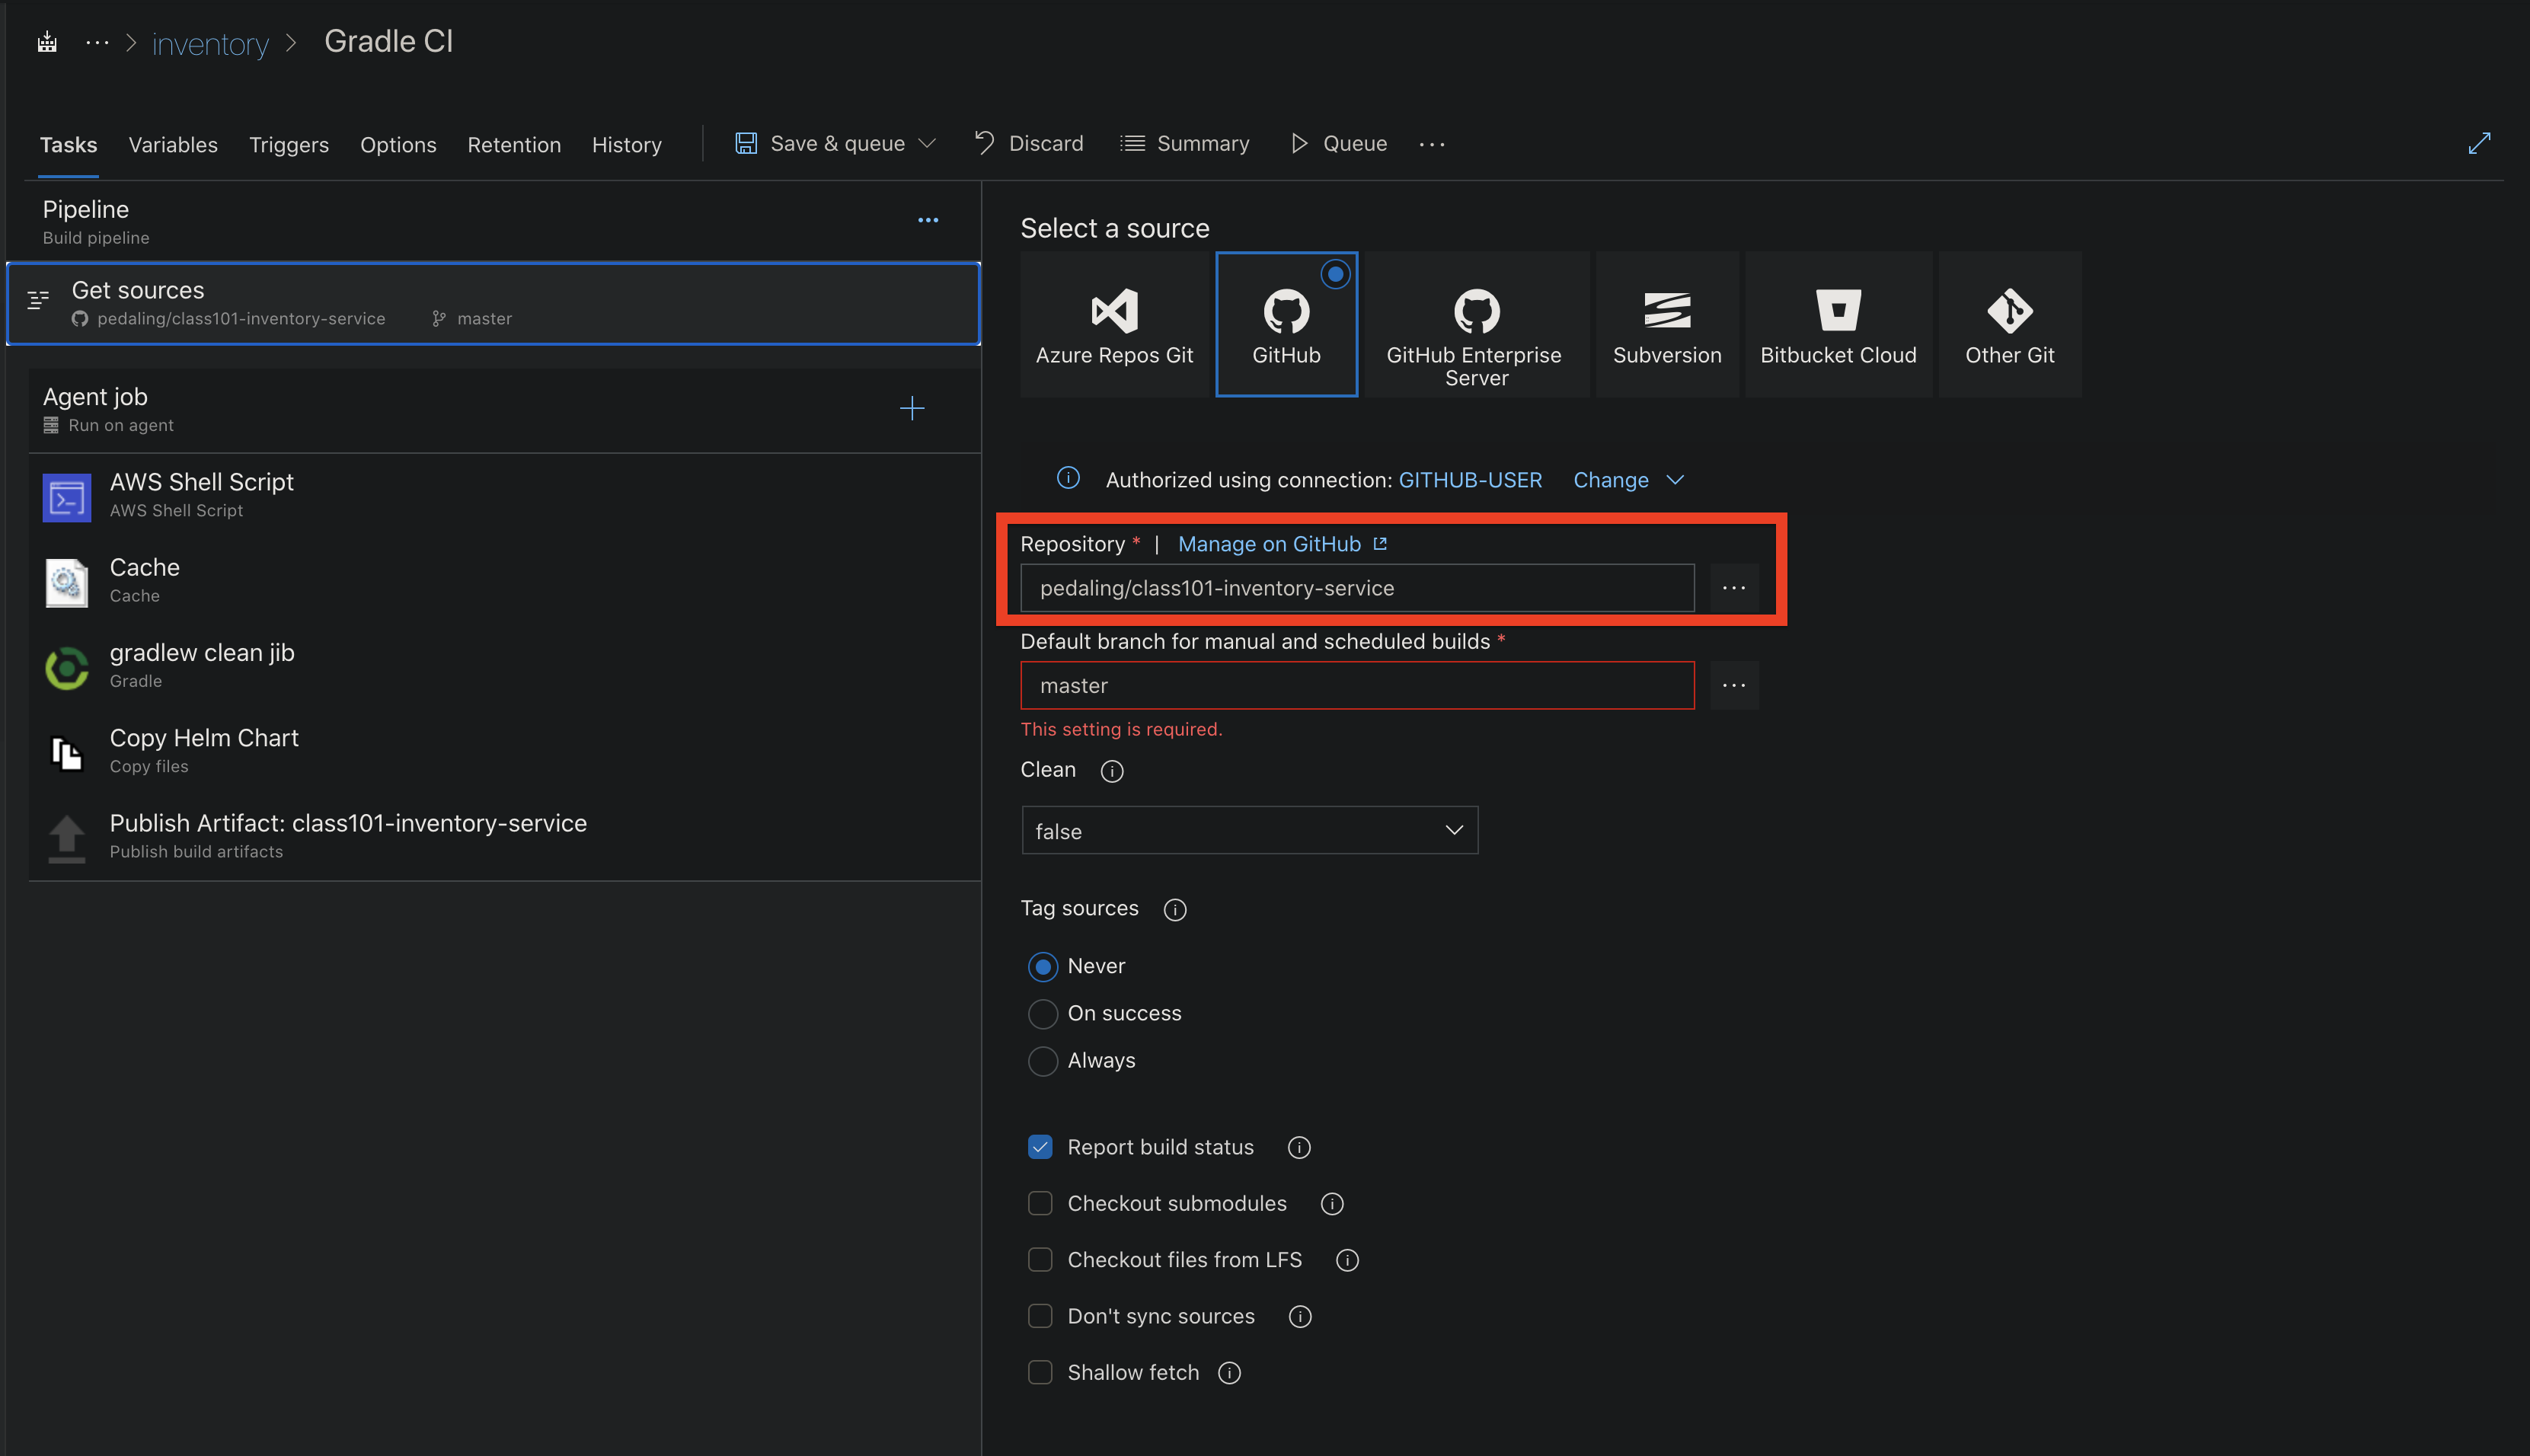 ··· > inventory > Gradle CI
Tasks Variables Triggers Options Retention History Save & queue Discard Summary Queue ···
Pipeline
Build pipeline
Get sources
pedaling/class101-inventory-service master
Agent job
Run on agent
AWS Shell Script
AWS Shell Script
Cache
Cache
gradlew clean jib
Gradle
Copy Helm Chart
Copy files
Publish Artifact: class101-inventory-service
Publish build artifacts
Select a source
Azure Repos Git
GitHub
GitHub Enterprise
Server
Subversion
Bitbucket Cloud
Other Git
Authorized using connection: GITHUB-USER Change
Repository * | Manage on GitHub
pedaling/class101-inventory-service
Default branch for manual and scheduled builds *
master
This setting is required.
Clean
false
Tag sources
Never
On success
Always
Report build status
Checkout submodules
Checkout files from LFS
Don't sync sources
Shallow fetch